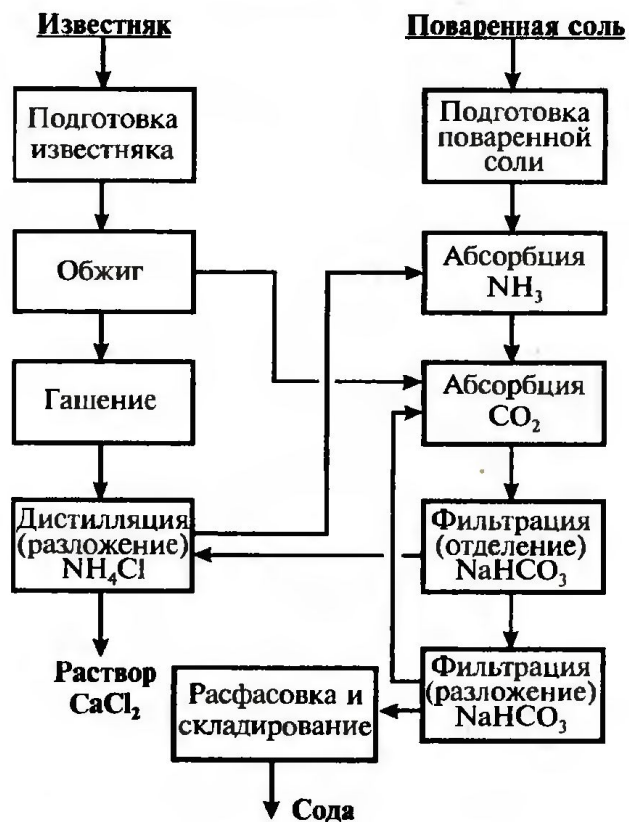 Известняк
Поваренная соль
Подготовка
известняка
Подготовка
поваренной
соли
Обжиг
Абсорбция
NH₃
Гашение
Абсорбция
CO₂
Дистилляция
(разложение)
NH₄Cl
Фильтрация
(отделение)
NaHCO₃
Раствор
CaCl₂
Расфасовка и
складирование
Фильтрация
(разложение)
NaHCO₃
Сода